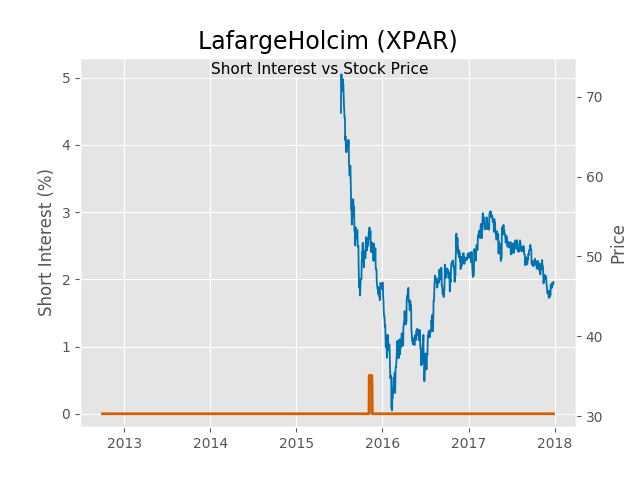 LafargeHolcim (XPAR)
Short Interest vs Stock Price
Short Interest (%)
5
4
3
2
1
0
70
60
50
40
30
Price
2013 2014 2015 2016 2017 2018